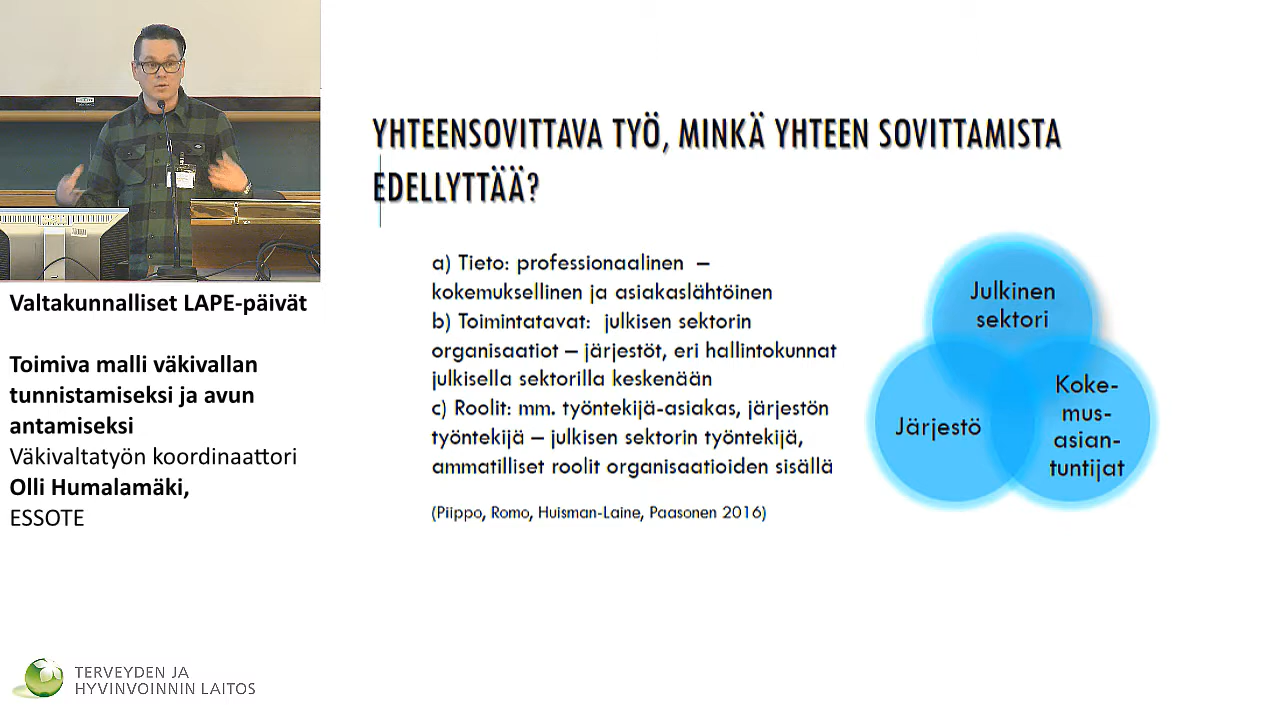 Valtakunnalliset LAPE-päivät
Toimiva malli väkivallan
tunnistamiseksi ja avun
antamiseksi
Väkivaltatyön koordinaattori
Olli Humalamäki,
ESSOTE
TERVEYDEN JA
HYVINVOINNIN LAITOS
YHTEENSOVITTAVA TYÖ, MINKÄ YHTEEN SOVITTAMISTA
EDELLYTTÄÄ?
a) Tieto: professionaalinen –
kokemuksellinen ja asiakaslähtöinen
b) Toimintatavat: julkisen sektorin
organisaatiot – järjestöt, eri hallintokunnat
julkisella sektorilla keskenään
c) Roolit: mm. työntekijä-asiakas, järjestön
työntekijä – julkisen sektorin työntekijä,
ammatilliset roolit organisaatioiden sisällä
(Piippo, Romo, Huisman-Laine, Paasonen 2016)
Julkinen
sektori
Järjestö
Koke-
mus-
asian-
tuntijat